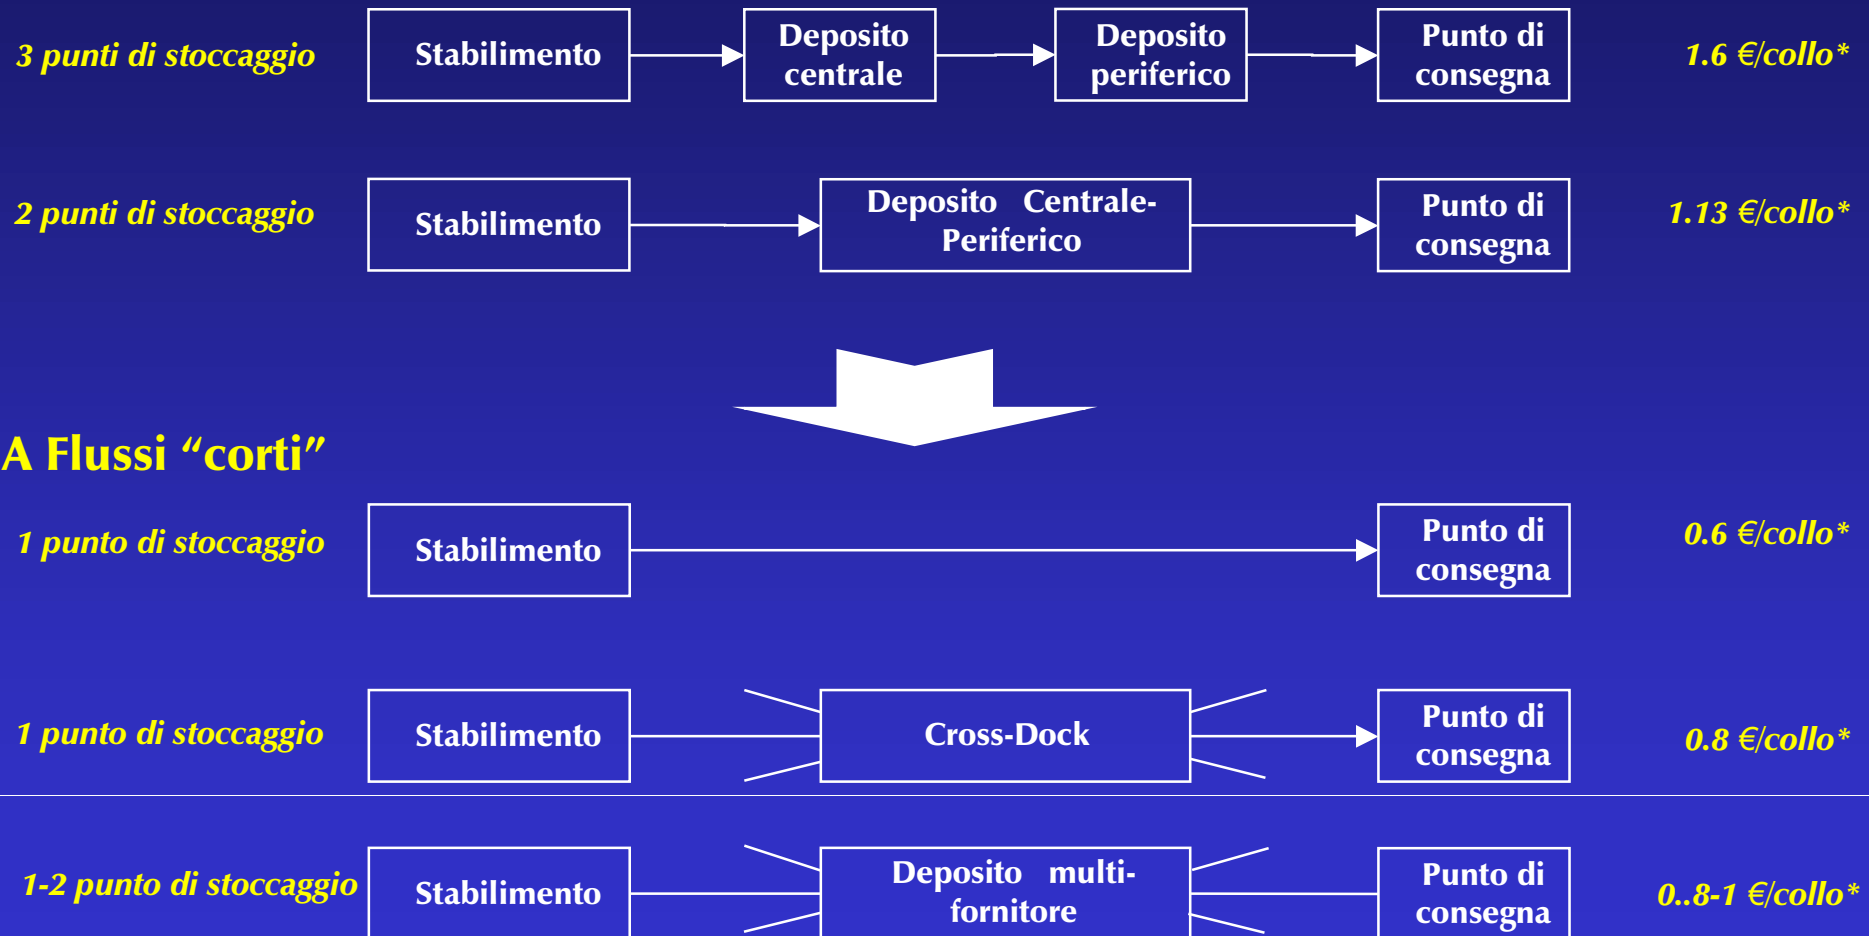 3 punti di stoccaggio
Stabilimento
Deposito
centrale
Deposito
periferico
Punto di
consegna
1.6 €/collo*
2 punti di stoccaggio
Stabilimento
Deposito Centrale-
Periferico
Punto di
consegna
1.13 €/collo*
A Flussi “corti”
1 punto di stoccaggio
Stabilimento
Punto di
consegna
0.6 €/collo*
1 punto di stoccaggio
Stabilimento
Cross-Dock
Punto di
consegna
0.8 €/collo*
1-2 punto di stoccaggio
Stabilimento
Deposito multi-
fornitore
Punto di
consegna
0..8-1 €/collo*